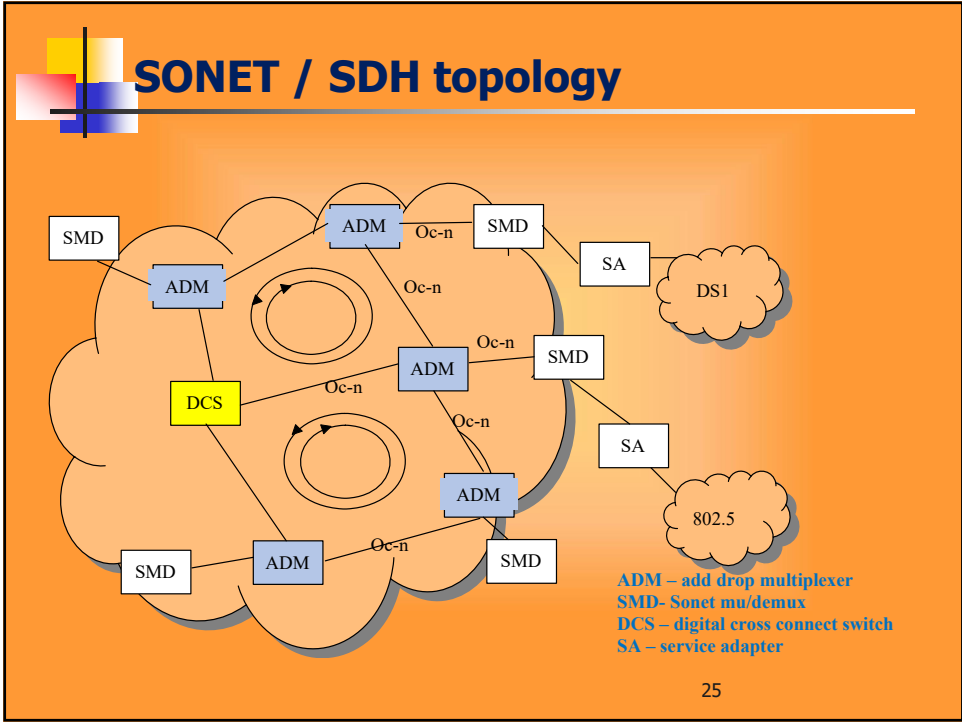 SONET / SDH topology
ADM
SMD
Oc-n
SMD
SA
ADM
Oc-n
DS1
Oc-n
SMD
ADM
Oc-n
DCS
Oc-n
SA
ADM
802.5
Oc-n
SMD
ADM
SMD
ADM – add drop multiplexer
SMD- Sonet mu/demux
DCS – digital cross connect switch
SA – service adapter
25